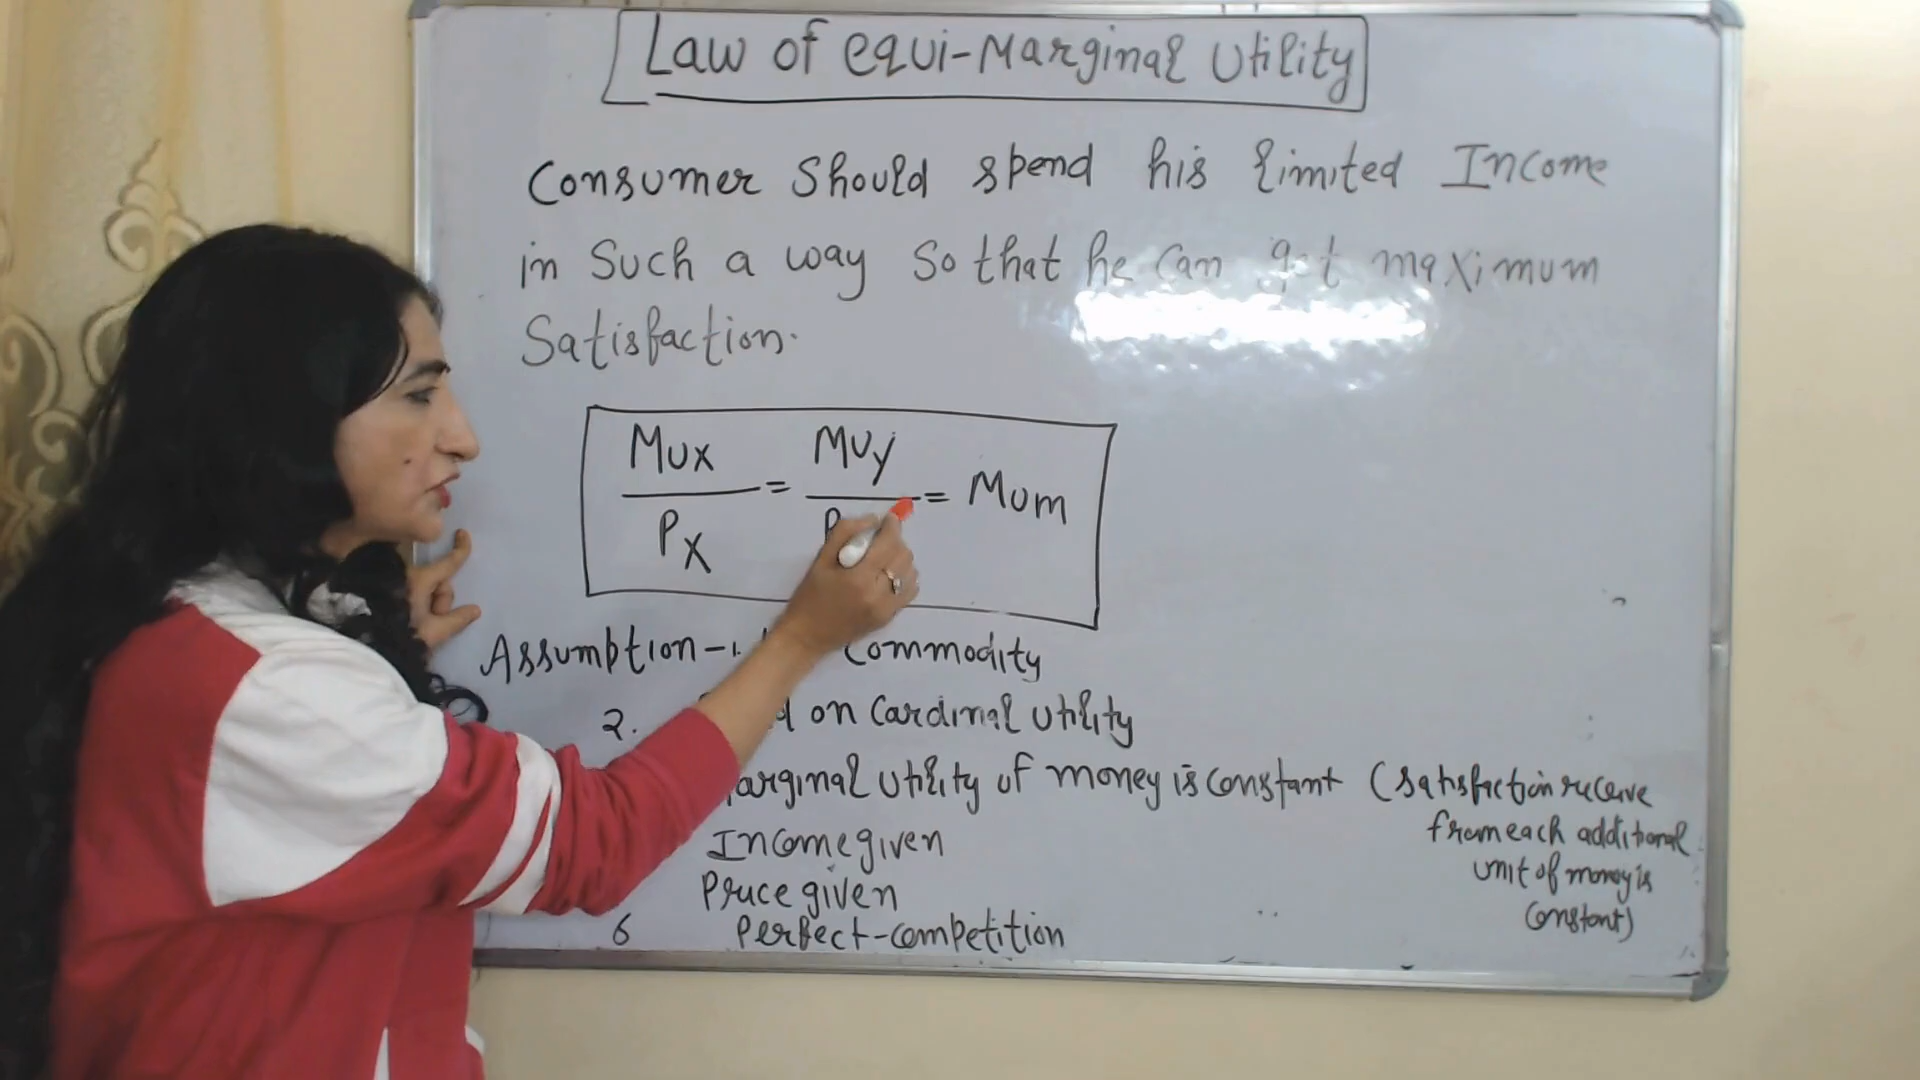 Law of equi-Marginal Utility
Consumer Should spend his limited Income
in Such a way So that he can get maximum
Satisfaction.
MUx = MUy = MUm
Px P
Assumption-1. Commodity
2. on Cardinal Utility
arginal Utility of money is constant (satisfaction receive
from each additional
Income given
unit of money is
Price given
constant)
6 Perfect-competition